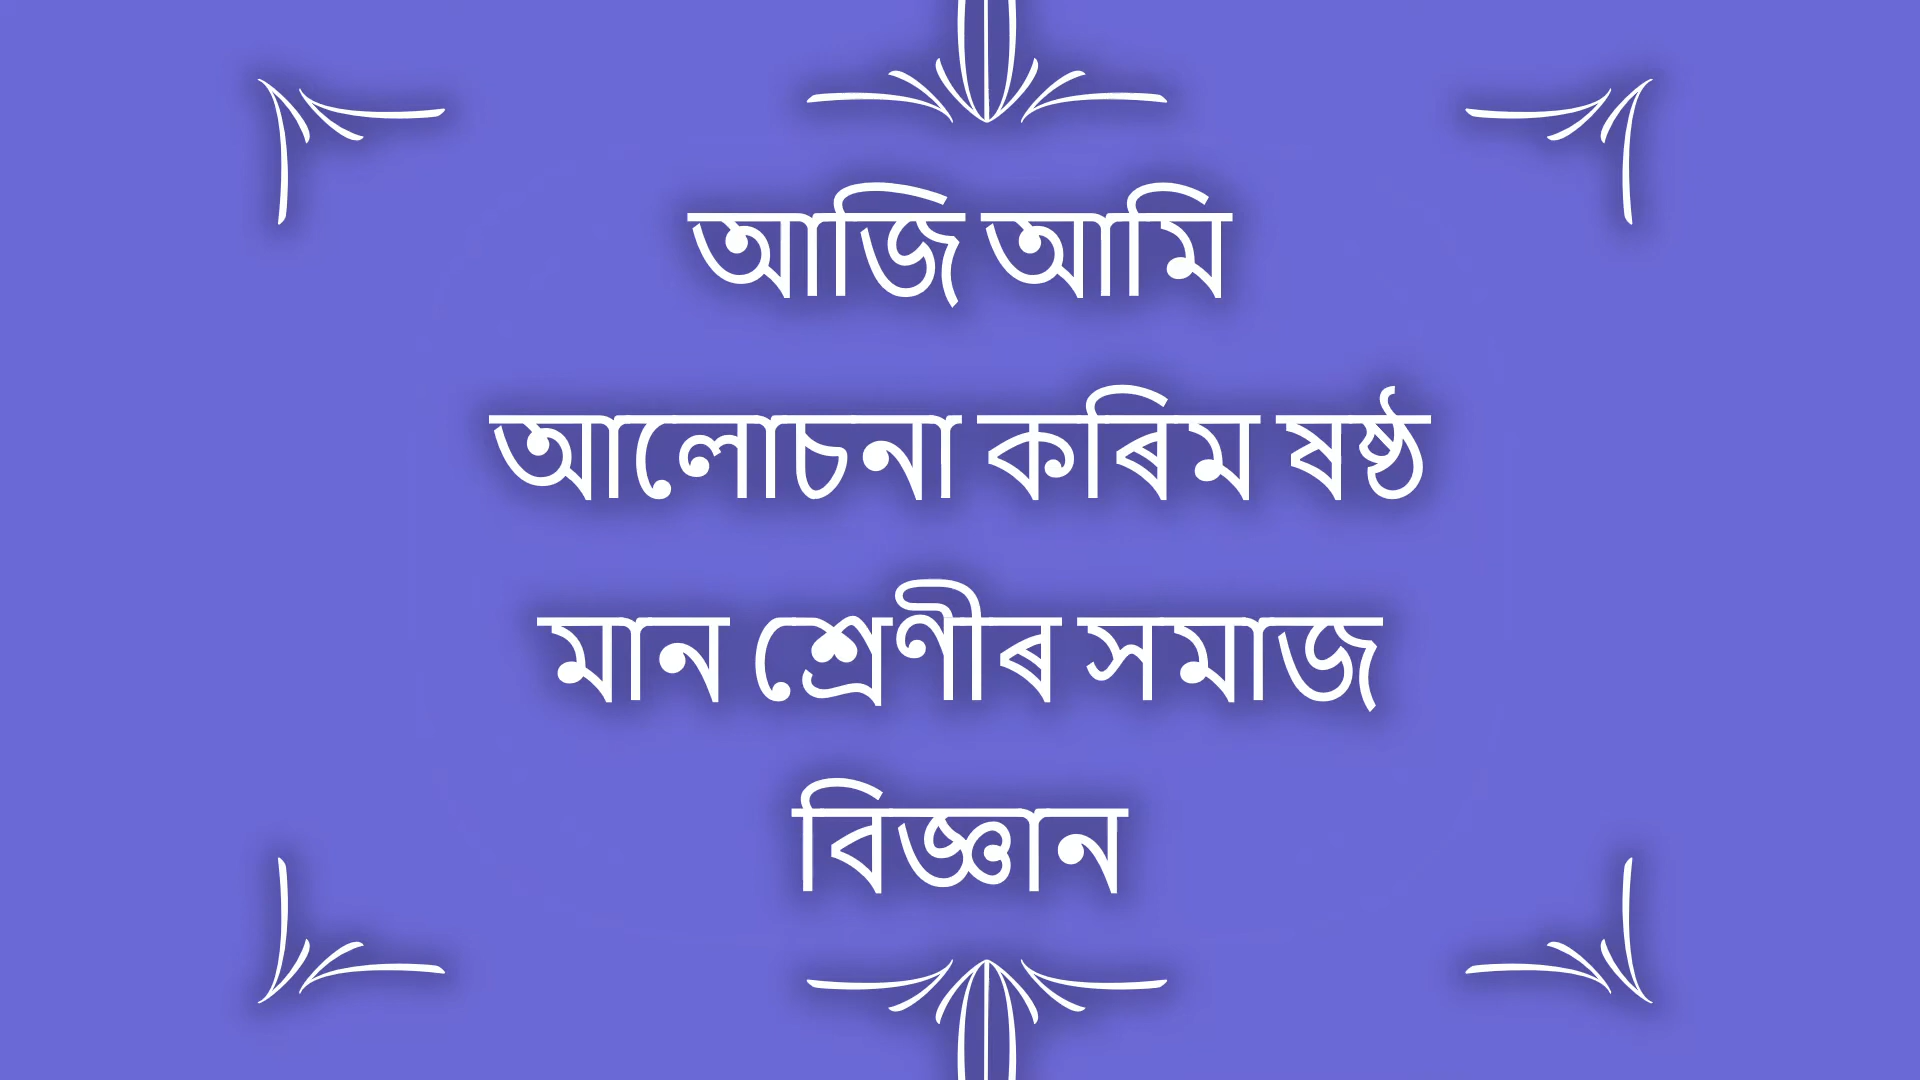 আজি আমি
আলোচনা কৰিম ষষ্ঠ
মান শ্ৰেণীৰ সমাজ
বিজ্ঞান